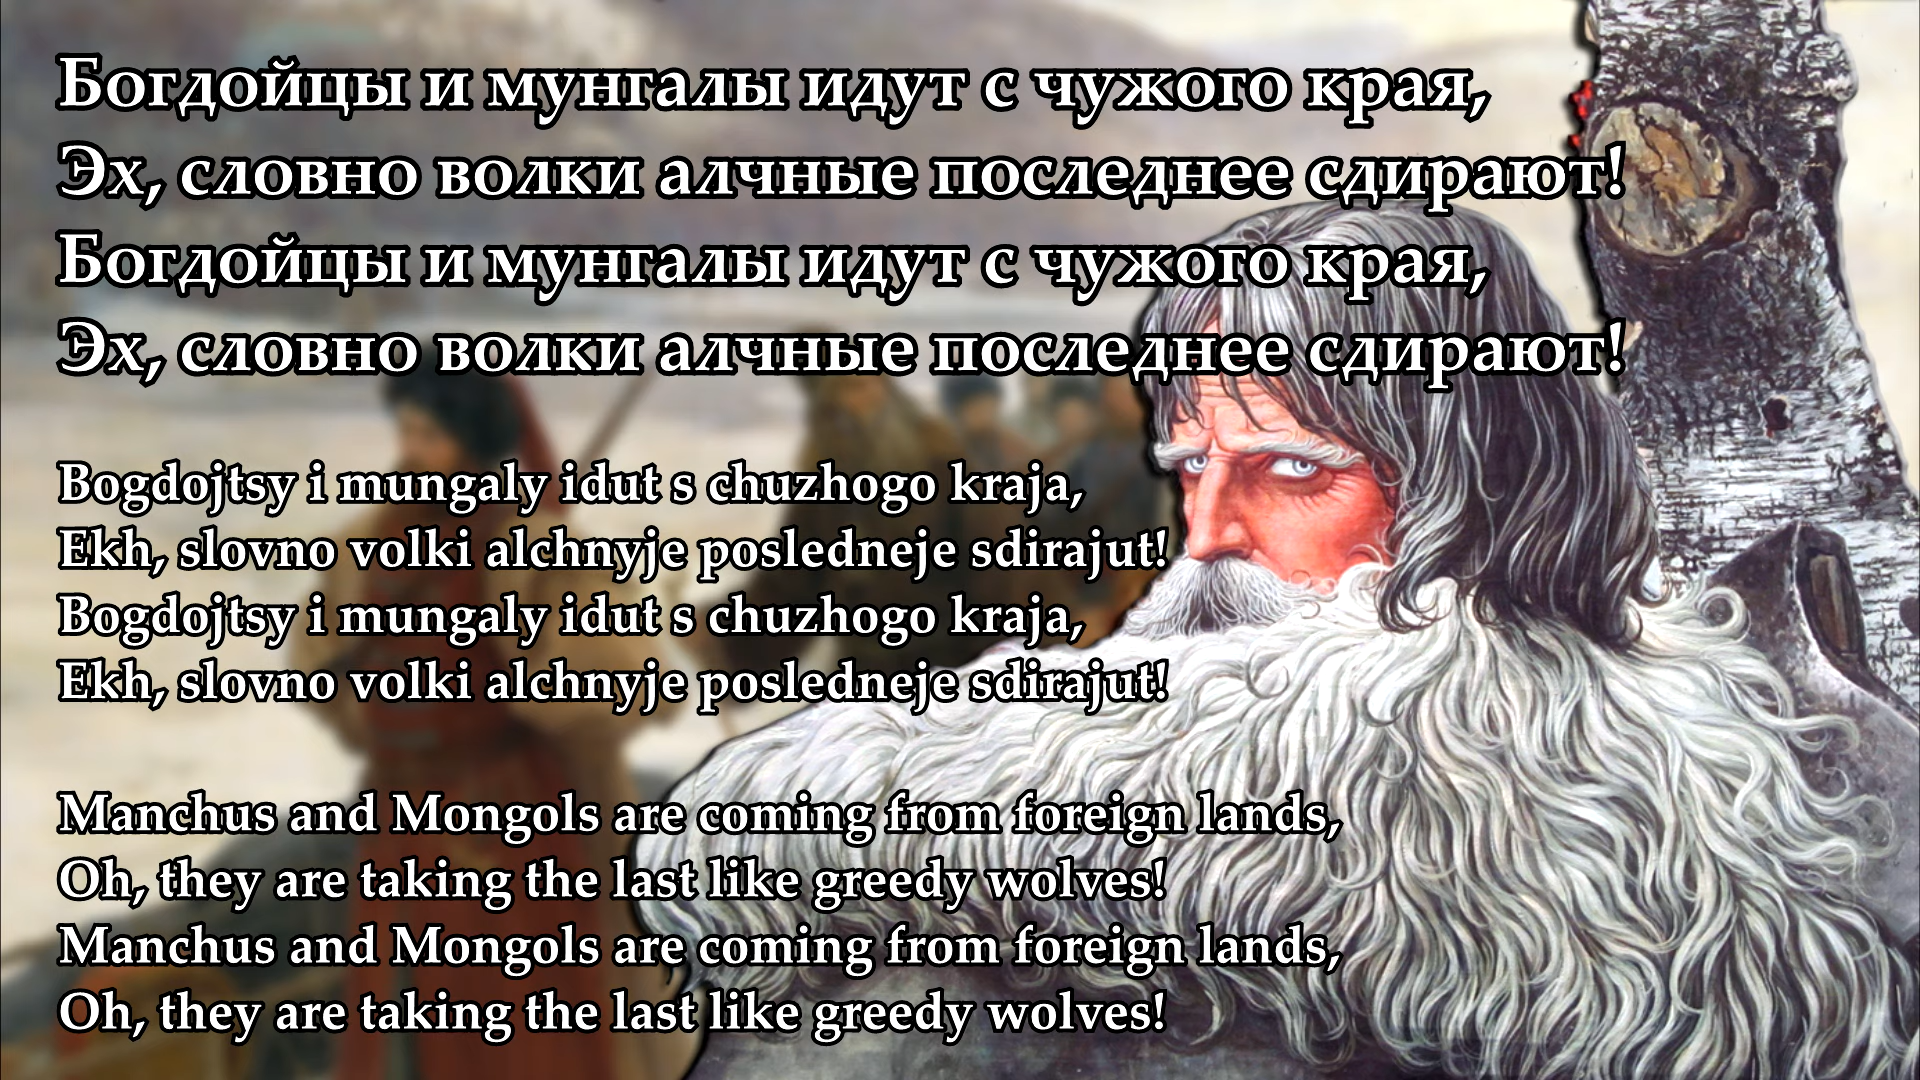 Богдойцы и мунгалы идут с чужого края,
Эх, словно волки алчные последнее сдирают!
Богдойцы и мунгалы идут с чужого края,
Эх, словно волки алчные последнее сдирают!
Bogdojtsy i mungaly idut s chuzhogo kraja,
Ekh, slovno volki alchnyje posledneje sdirajut!
Bogdojtsy i mungaly idut s chuzhogo kraja,
Ekh, slovno volki alchnyje posledneje sdirajut!
Manchus and Mongols are coming from foreign lands,
Oh, they are taking the last like greedy wolves!
Manchus and Mongols are coming from foreign lands,
Oh, they are taking the last like greedy wolves!